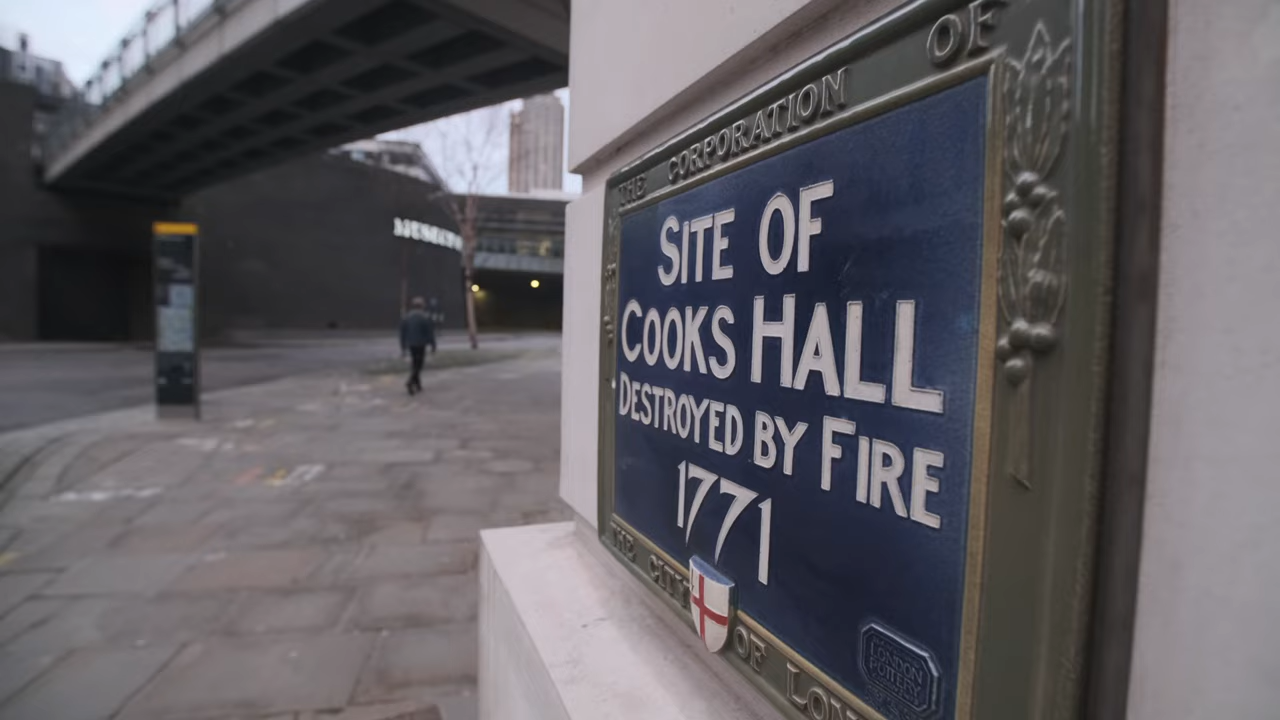 THE CORPORATION OF
SITE OF
COOKS HALL
DESTROYED BY FIRE
1771
THE CITY OF LON
LONDON
POTTERY
MUSEUM